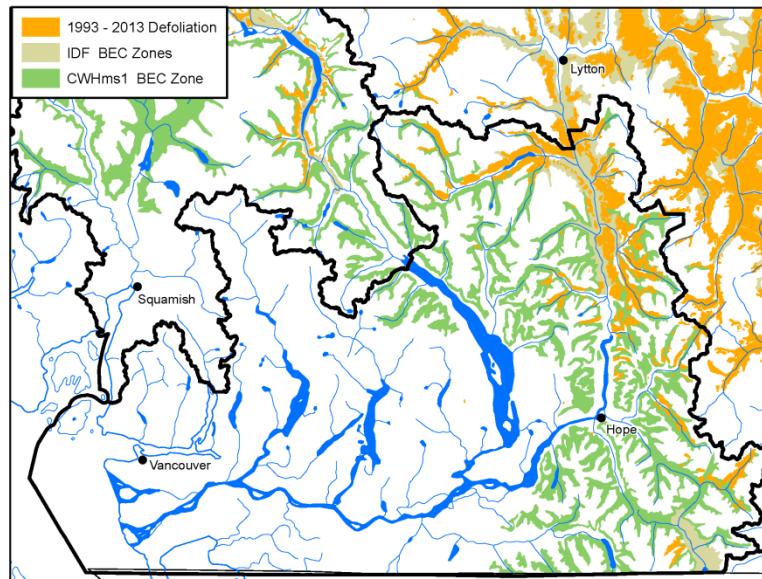 1993 - 2013 Defoliation
IDF BEC Zones
CWHms1 BEC Zone
Lytton
Squamish
Hope
Vancouver